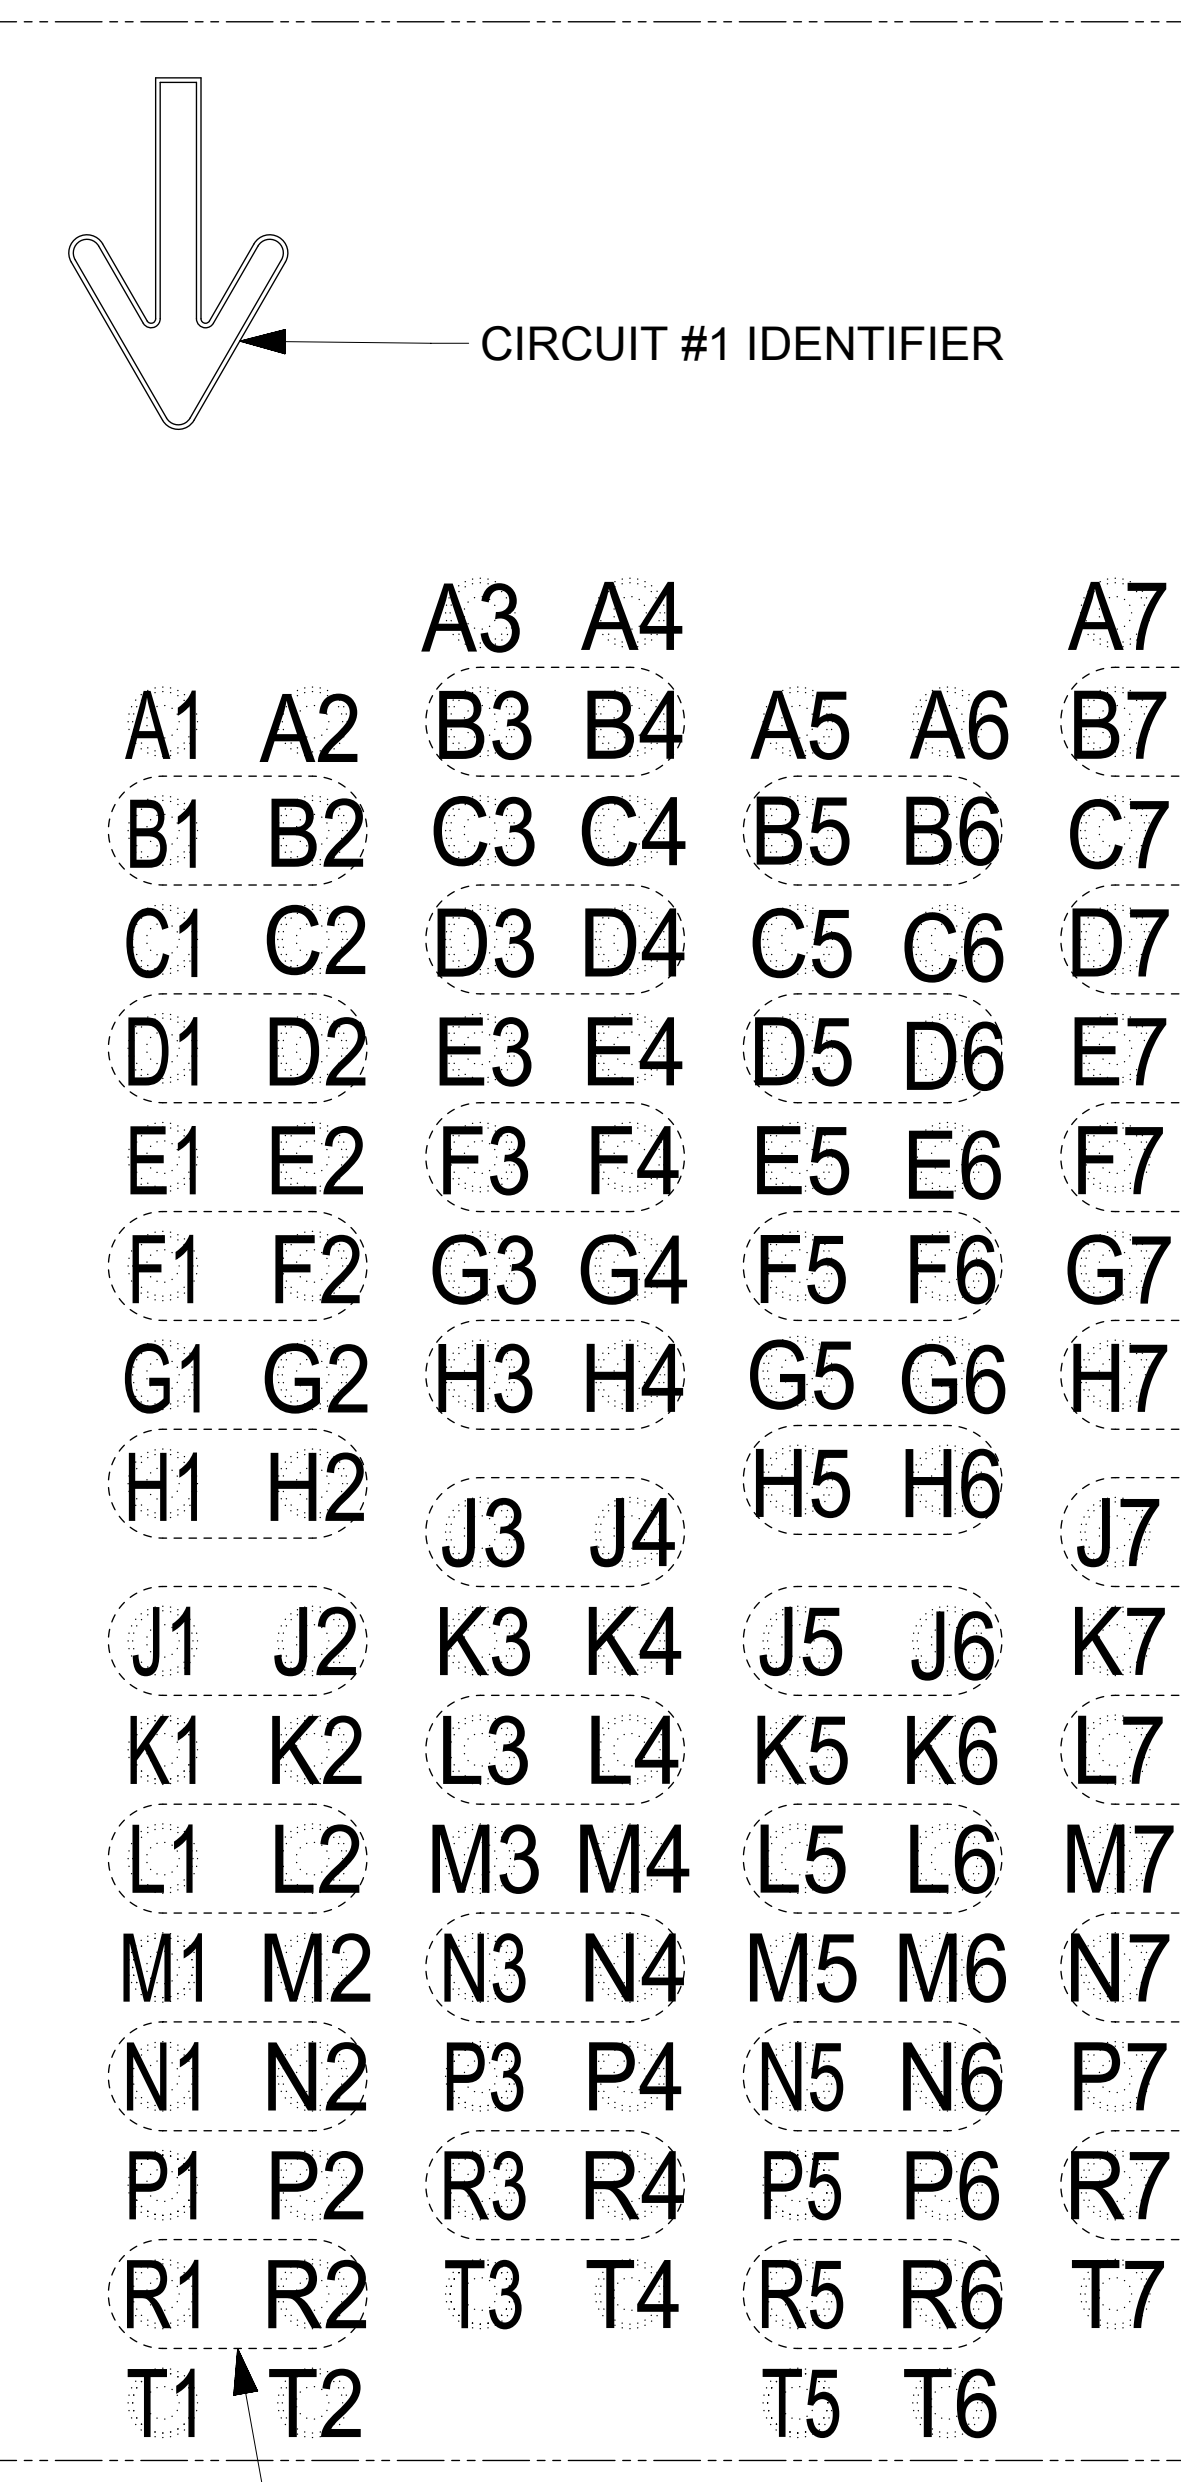 CIRCUIT #1 IDENTIFIER
A3 A4 A7
A1 A2 B3 B4 A5 A6 B7
B1 B2 C3 C4 B5 B6 C7
C1 C2 D3 D4 C5 C6 D7
D1 D2 E3 E4 D5 D6 E7
E1 E2 F3 F4 E5 E6 F7
F1 F2 G3 G4 F5 F6 G7
G1 G2 H3 H4 G5 G6 H7
H1 H2 H5 H6
J3 J4 J7
J1 J2 K3 K4 J5 J6 K7
K1 K2 L3 L4 K5 K6 L7
L1 L2 M3 M4 L5 L6 M7
M1 M2 N3 N4 M5 M6 N7
N1 N2 P3 P4 N5 N6 P7
P1 P2 R3 R4 P5 P6 R7
R1 R2 T3 T4 R5 R6 T7
T1 T2 T5 T6